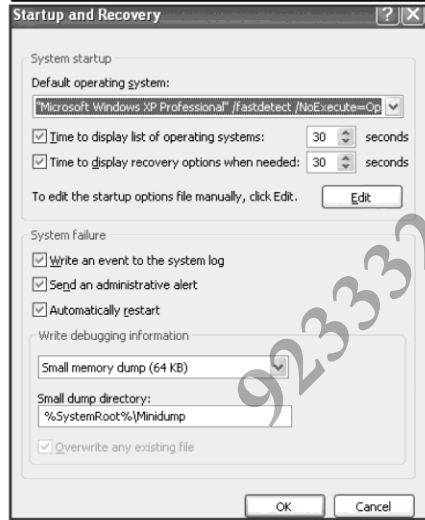 Startup and Recovery
System startup
Default operating system:
"Microsoft Windows XP Professional" /fastdetect /NoExecute=Op
Time to display list of operating systems: 30 seconds
Time to display recovery options when needed: 30 seconds
To edit the startup options file manually, click Edit. Edit
System failure
Write an event to the system log
Send an administrative alert
Automatically restart
Write debugging information
Small memory dump (64 KB)
Small dump directory:
%SystemRoot%\Minidump
Overwrite any existing file
OK Cancel